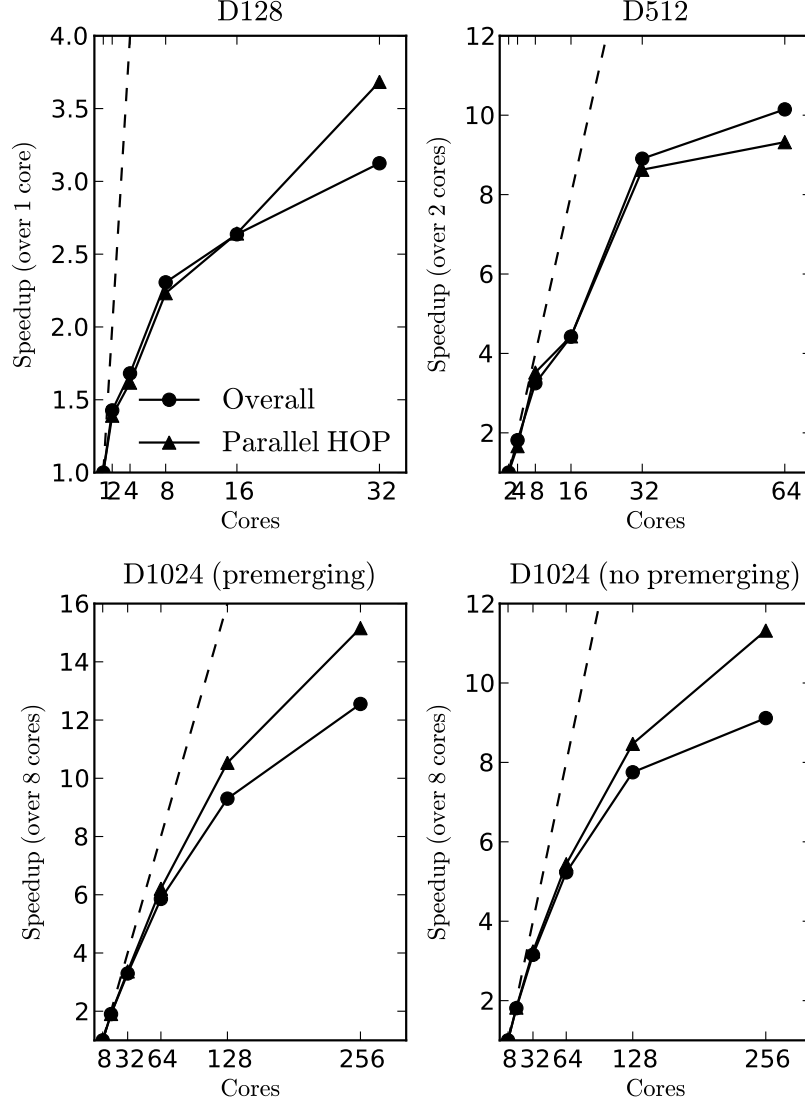 D128
4.0
3.5
3.0
2.5
2.0
1.5
1.0
Speedup (over 1 core)
Overall
Parallel HOP
1 2 4 8 16 32
Cores
D512
12
10
8
6
4
2
Speedup (over 2 cores)
2 4 8 16 32 64
Cores
D1024 (premerging)
16
14
12
10
8
6
4
2
Speedup (over 8 cores)
8 32 64 128 256
Cores
D1024 (no premerging)
12
10
8
6
4
2
Speedup (over 8 cores)
8 32 64 128 256
Cores